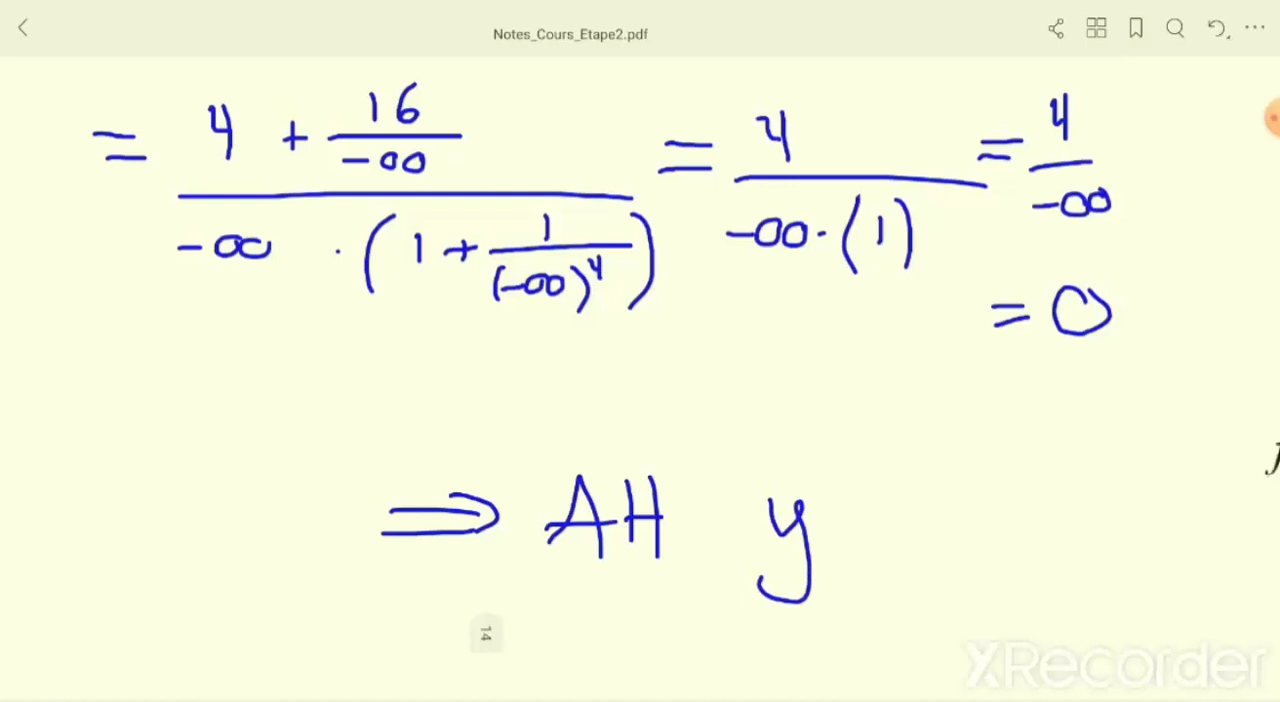 Notes_Cours_Etape2.pdf
= (4 + 16/-∞) / (-∞ · (1 + 1/(-∞)^4)) = 4 / (-∞·(1)) = 4/-∞
= 0
⇒ AH y
14
XRecorder